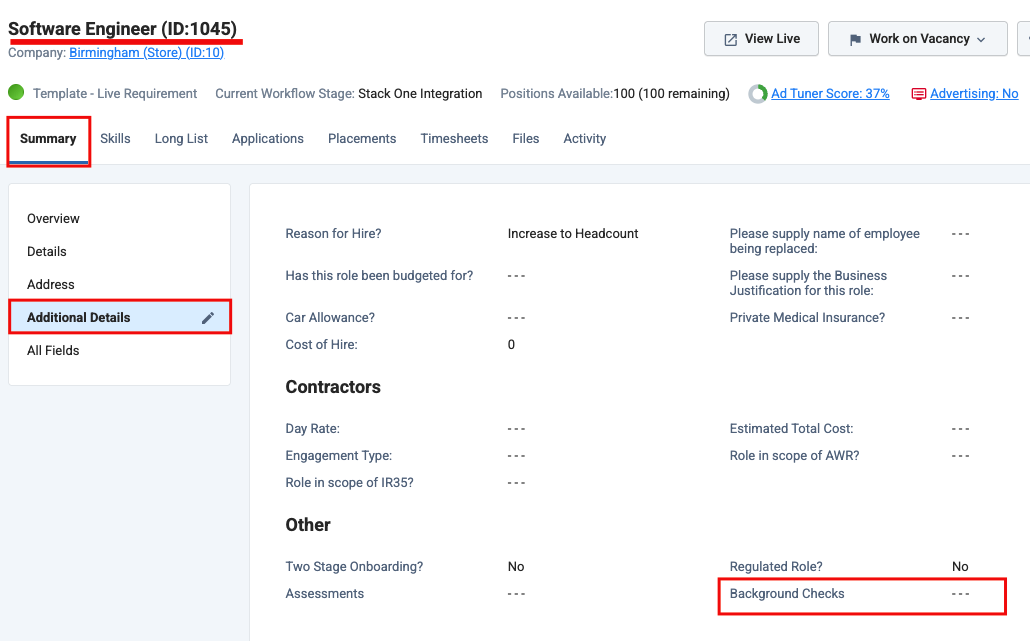 Software Engineer (ID:1045)
Company: Birmingham (Store) (ID:10)
View Live
Work on Vacancy
Template - Live Requirement Current Workflow Stage: Stack One Integration Positions Available:100 (100 remaining) Ad Tuner Score: 37% Advertising: No
Summary Skills Long List Applications Placements Timesheets Files Activity
Overview
Details
Address
Additional Details
All Fields
Reason for Hire? Increase to Headcount
Please supply name of employee
being replaced: ---
Has this role been budgeted for? ---
Please supply the Business
Justification for this role: ---
Car Allowance? ---
Private Medical Insurance? ---
Cost of Hire: 0
Contractors
Day Rate: ---
Estimated Total Cost: ---
Engagement Type: ---
Role in scope of AWR? ---
Role in scope of IR35? ---
Other
Two Stage Onboarding? No
Regulated Role? No
Assessments ---
Background Checks ---